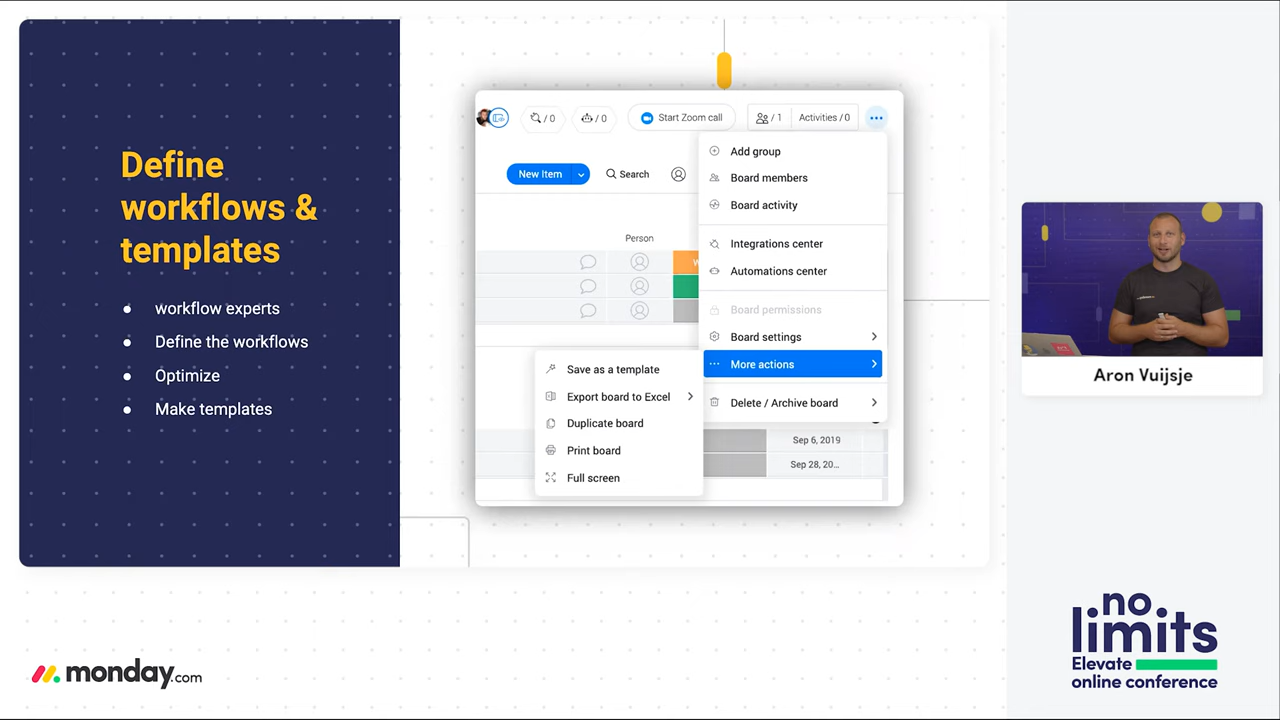 Define
workflows &
templates
● workflow experts
● Define the workflows
● Optimize
● Make templates
/ 0
/ 0
Start Zoom call
/ 1
Activities / 0
New Item
Search
Person
Add group
Board members
Board activity
Integrations center
Automations center
Board permissions
Board settings
More actions
Delete / Archive board
Save as a template
Export board to Excel
Duplicate board
Print board
Full screen
Sep 6, 2019
Sep 28, 20...
Aron Vuijsje
monday.com
no
limits
Elevate
online conference